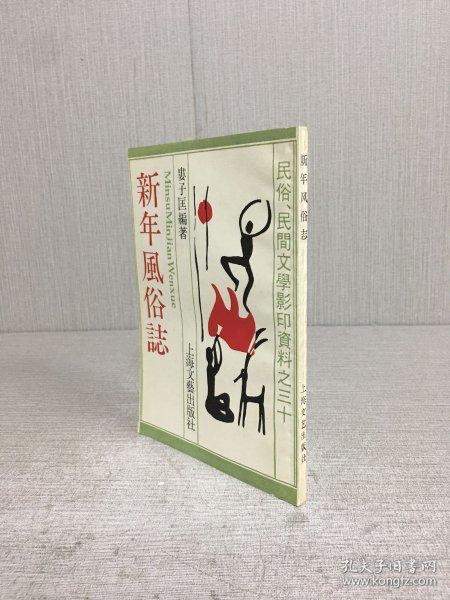 民俗、民間文學影印資料之三十
婁子匡編著
MinsuMinJianWenxue
新年風俗誌
上海文藝出版社
新年风俗志
上海文艺出版社
孔夫子旧书网
www.kongfz.com